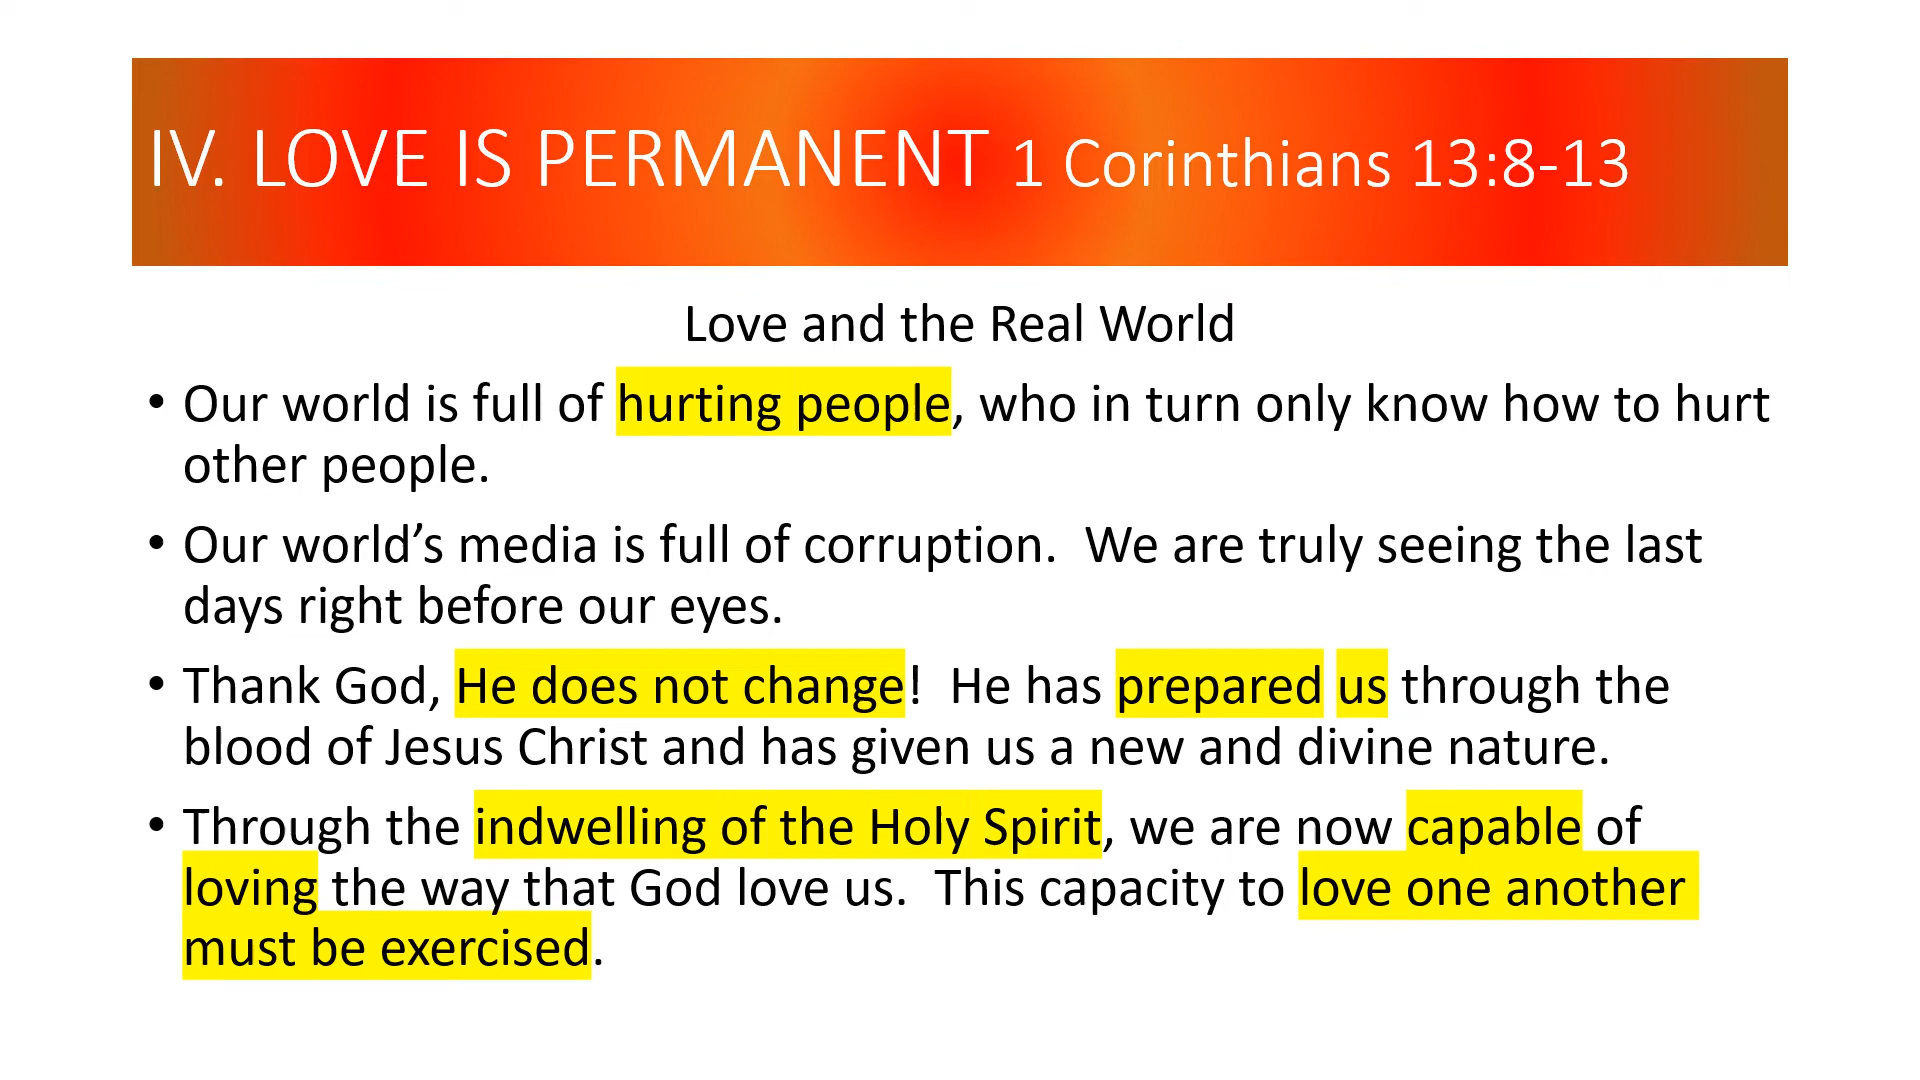 IV. LOVE IS PERMANENT 1 Corinthians 13:8-13
Love and the Real World
• Our world is full of hurting people, who in turn only know how to hurt
other people.
• Our world’s media is full of corruption.  We are truly seeing the last
days right before our eyes.
• Thank God, He does not change!  He has prepared us through the
blood of Jesus Christ and has given us a new and divine nature.
• Through the indwelling of the Holy Spirit, we are now capable of
loving the way that God love us.  This capacity to love one another
must be exercised.